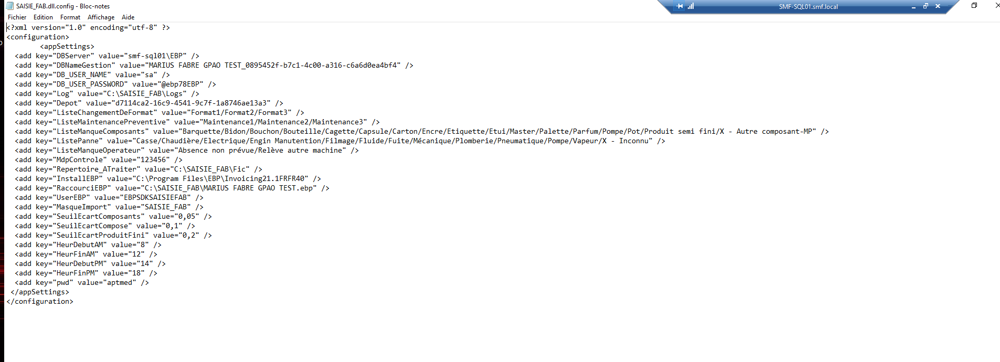 SAISIE_FAB.dll.config - Bloc-notes
SMF-SQL01.smf.local
Fichier Edition Format Affichage Aide
<?xml version="1.0" encoding="utf-8" ?>
<configuration>
<appSettings>
<add key="DBServer" value="smf-sql01\EBP" />
<add key="DBNameGestion" value="MARIUS FABRE GPAO TEST_0895452f-b7c1-4c00-a316-c6a6d0ea4bf4" />
<add key="DB_USER_NAME" value="sa" />
<add key="DB_USER_PASSWORD" value="@ebp78EBP" />
<add key="Log" value="C:\SAISIE_FAB\Logs" />
<add key="Depot" value="d7114ca2-16c9-4541-9c7f-1a8746ae13a3" />
<add key="ListeChangementDeFormat" value="Format1/Format2/Format3" />
<add key="ListeMaintenancePreventive" value="Maintenance1/Maintenance2/Maintenance3" />
<add key="ListeManqueComposants" value="Barquette/Bidon/Bouchon/Bouteille/Cagette/Capsule/Carton/Encre/Etiquette/Etui/Master/Palette/Parfum/Pompe/Pot/Produit semi fini/X - Autre composant-MP" />
<add key="ListePanne" value="Casse/Chaudière/Electrique/Engin Manutention/Filmage/Fluide/Fuite/Mécanique/Plomberie/Pneumatique/Pompe/Vapeur/X - Inconnu" />
<add key="ListeManqueOperateur" value="Absence non prévue/Relève autre machine" />
<add key="MdpControle" value="123456" />
<add key="Repertoire_ATraiter" value="C:\SAISIE_FAB\Fic" />
<add key="InstallEBP" value="C:\Program Files\EBP\Invoicing21.1FRFR40" />
<add key="RaccourciEBP" value="C:\SAISIE_FAB\MARIUS FABRE GPAO TEST.ebp" />
<add key="UserEBP" value="EBPSDKSAISIEFAB" />
<add key="MasqueImport" value="SAISIE_FAB" />
<add key="SeuilEcartComposants" value="0,05" />
<add key="SeuilEcartCompose" value="0,1" />
<add key="SeuilEcartProduitFini" value="0,2" />
<add key="HeurDebutAM" value="8" />
<add key="HeurFinAM" value="12" />
<add key="HeurDebutPM" value="14" />
<add key="HeurFinPM" value="18" />
<add key="pwd" value="aptmed" />
</appSettings>
</configuration>